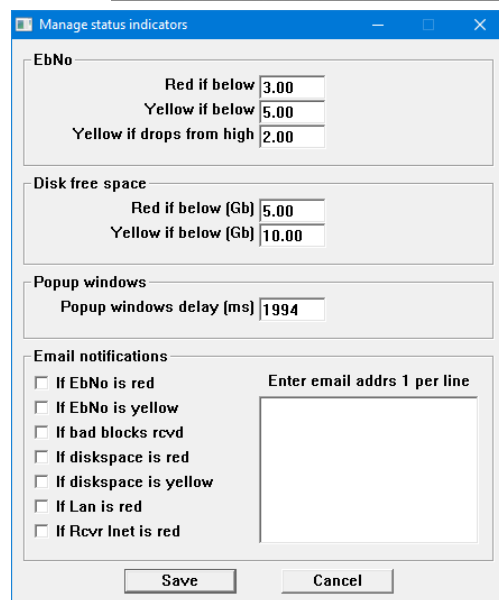 Manage status indicators
EbNo
Red if below 3.00
Yellow if below 5.00
Yellow if drops from high 2.00
Disk free space
Red if below (Gb) 5.00
Yellow if below (Gb) 10.00
Popup windows
Popup windows delay (ms) 1994
Email notifications
If EbNo is red
Enter email addrs 1 per line
If EbNo is yellow
If bad blocks rcvd
If diskspace is red
If diskspace is yellow
If Lan is red
If Rcvr Inet is red
Save Cancel